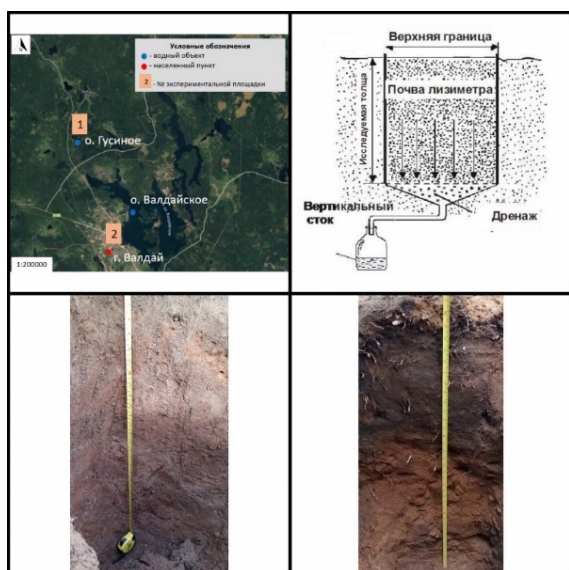 Условные обозначения
- водный объект
- населенный пункт
2 - № экспериментальной площадки
1
о. Гусиное
о. Валдайское
2
г. Валдай
1:200000
Верхняя граница
Исследуемая толща
Почва лизиметра
Вертикальный
сток
Дренаж